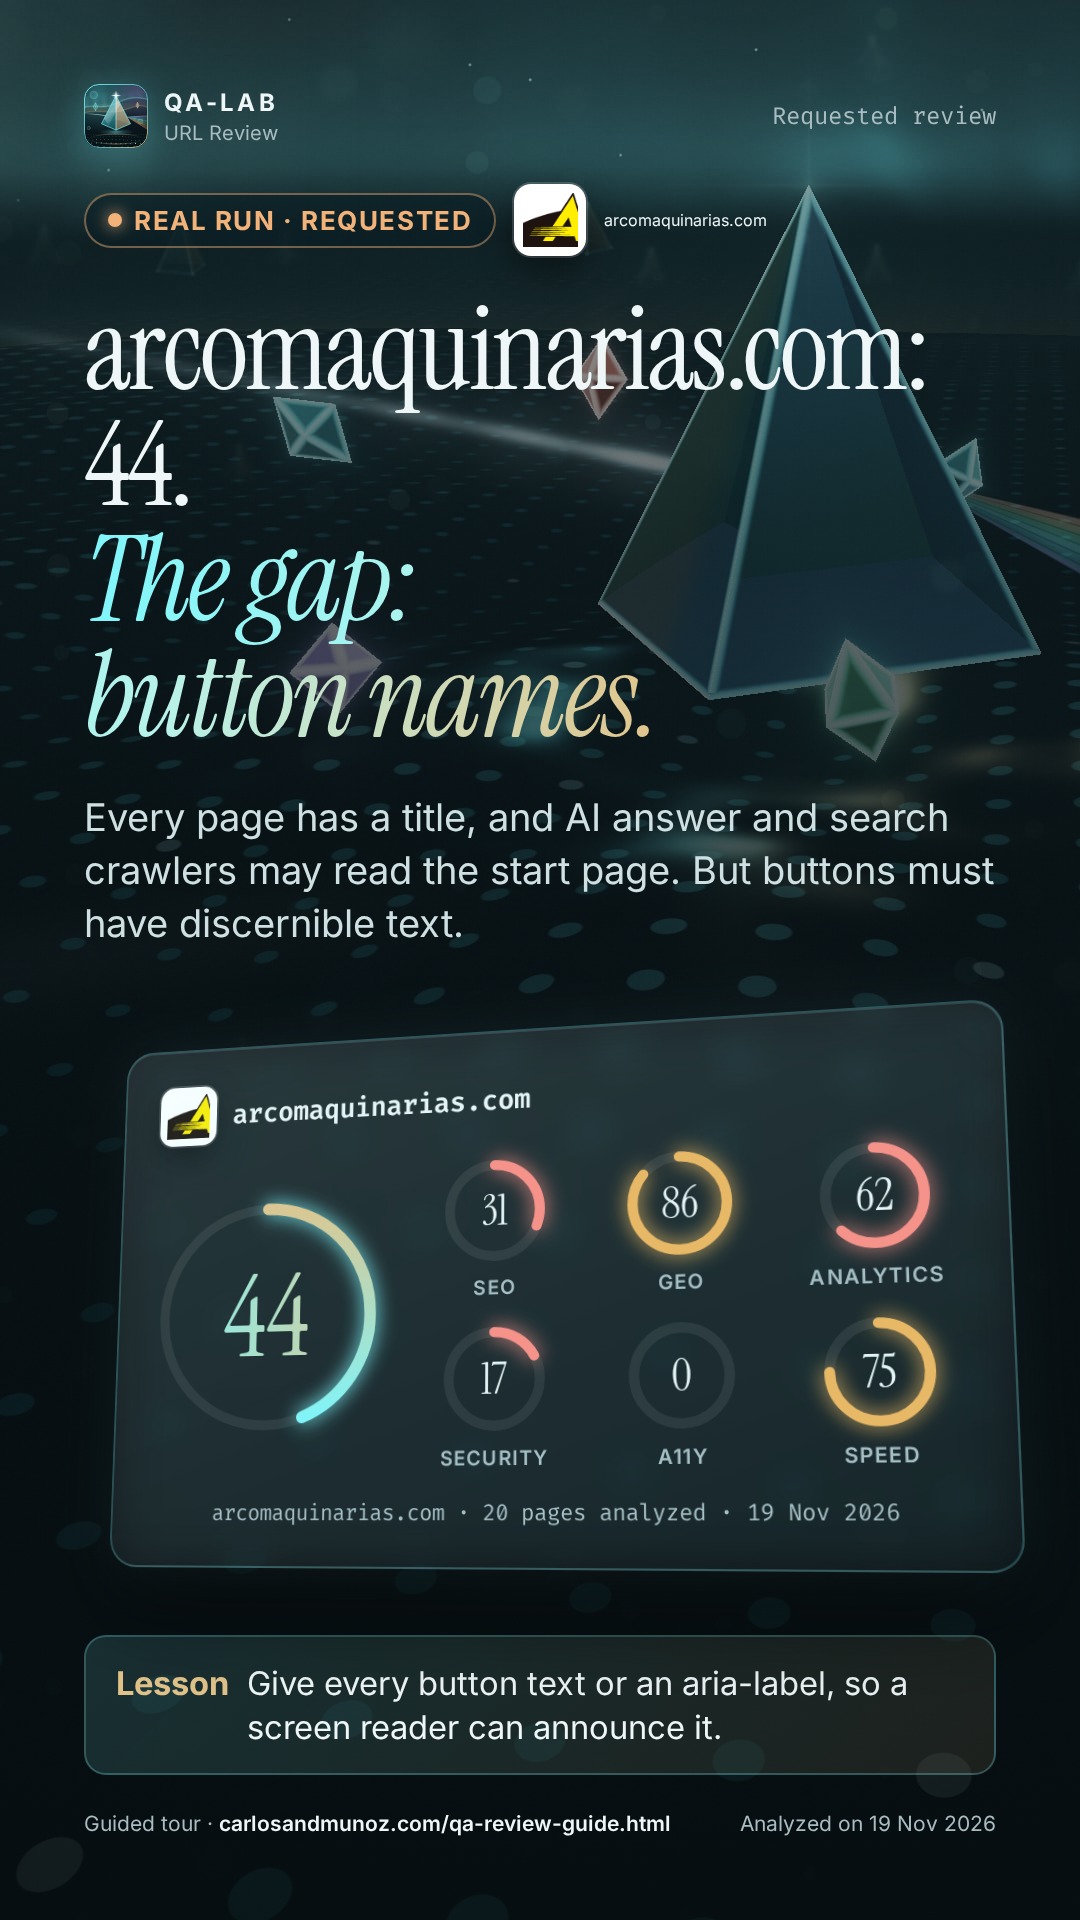 QA-LAB
URL Review
Requested review
REAL RUN · REQUESTED
arcomaquinarias.com
arcomaquinarias.com:
44.
The gap:
button names.
Every page has a title, and AI answer and search
crawlers may read the start page. But buttons must
have discernible text.
arcomaquinarias.com
44
31
SEO
86
GEO
62
ANALYTICS
17
SECURITY
0
A11Y
75
SPEED
arcomaquinarias.com · 20 pages analyzed · 19 Nov 2026
Lesson Give every button text or an aria-label, so a
screen reader can announce it.
Guided tour · carlosandmunoz.com/qa-review-guide.html
Analyzed on 19 Nov 2026